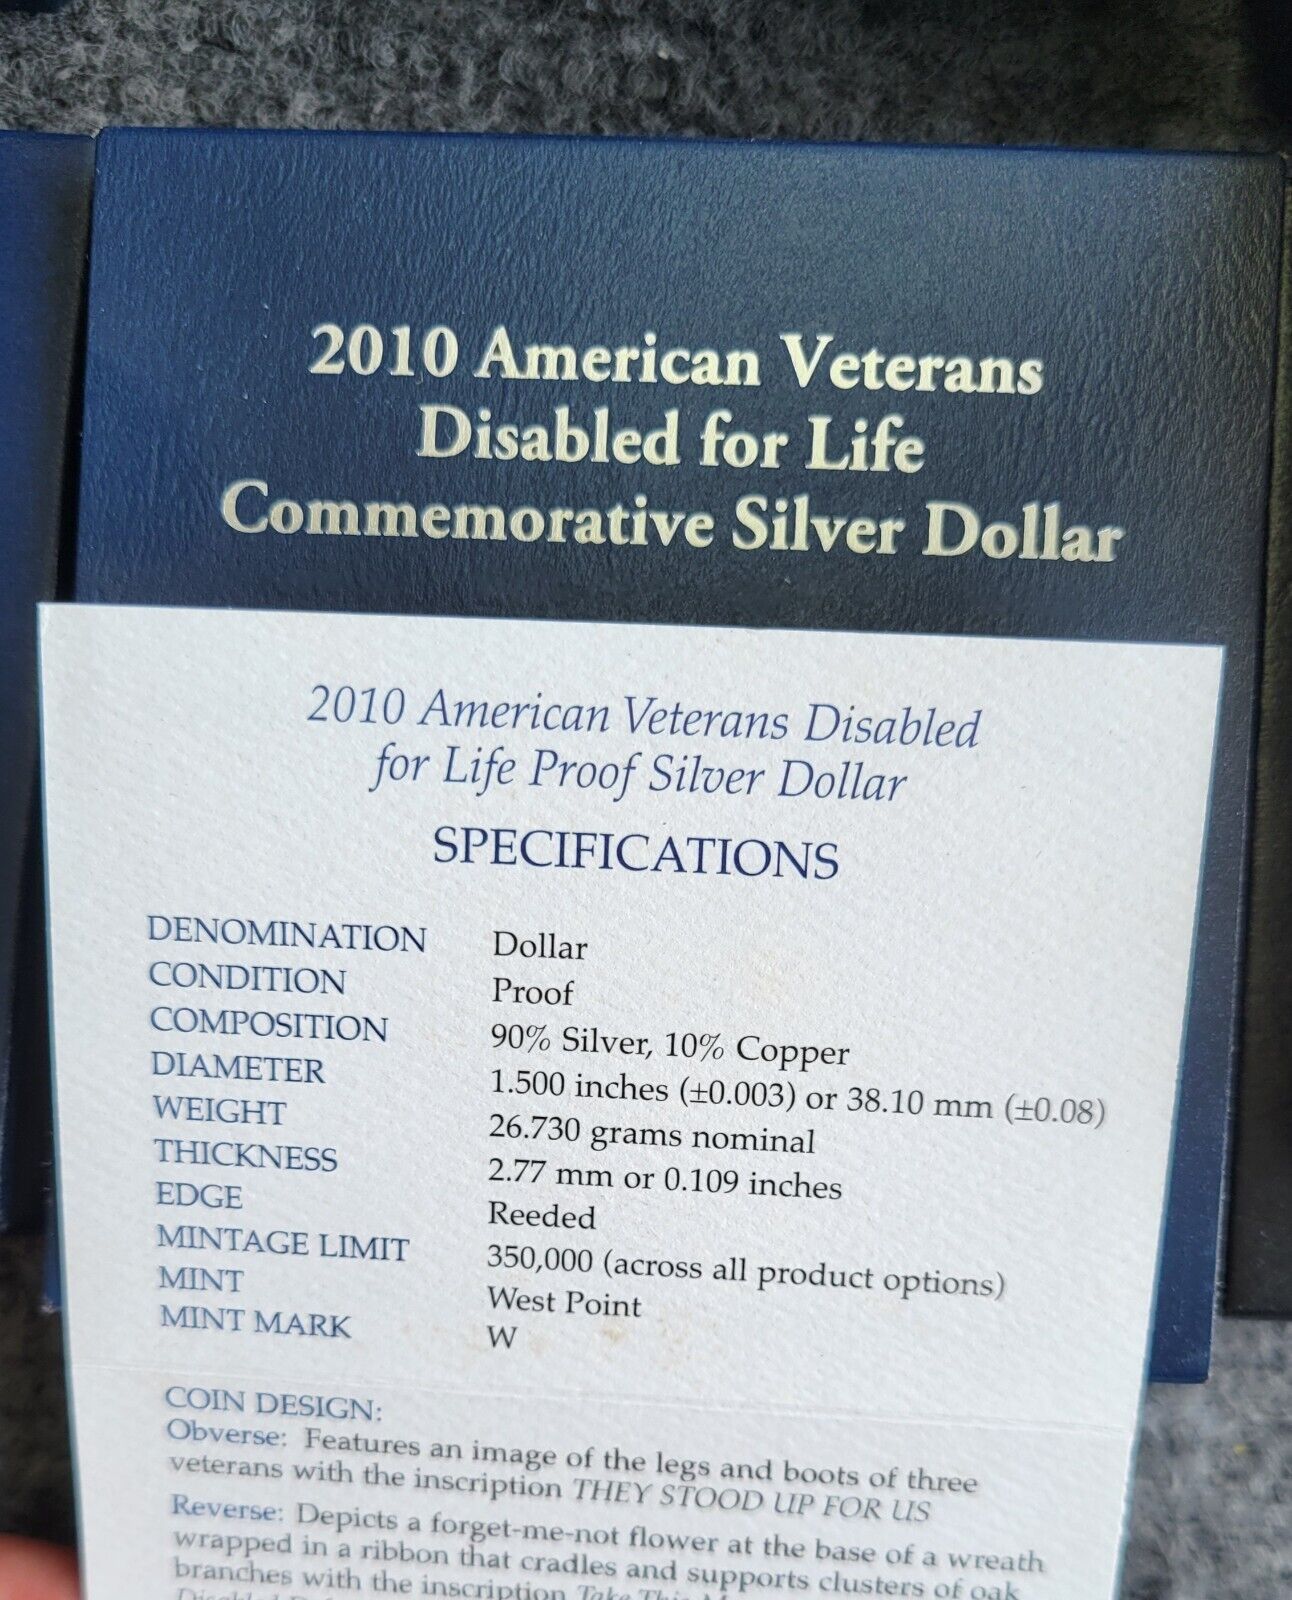 2010 American Veterans
Disabled for Life
Commemorative Silver Dollar
2010 American Veterans Disabled
for Life Proof Silver Dollar
SPECIFICATIONS
DENOMINATION Dollar
CONDITION Proof
COMPOSITION 90% Silver, 10% Copper
DIAMETER 1.500 inches (±0.003) or 38.10 mm (±0.08)
WEIGHT 26.730 grams nominal
THICKNESS 2.77 mm or 0.109 inches
EDGE Reeded
MINTAGE LIMIT 350,000 (across all product options)
MINT West Point
MINT MARK W
COIN DESIGN:
Obverse: Features an image of the legs and boots of three
veterans with the inscription THEY STOOD UP FOR US
Reverse: Depicts a forget-me-not flower at the base of a wreath
wrapped in a ribbon that cradles and supports clusters of oak
branches with the inscription Take This